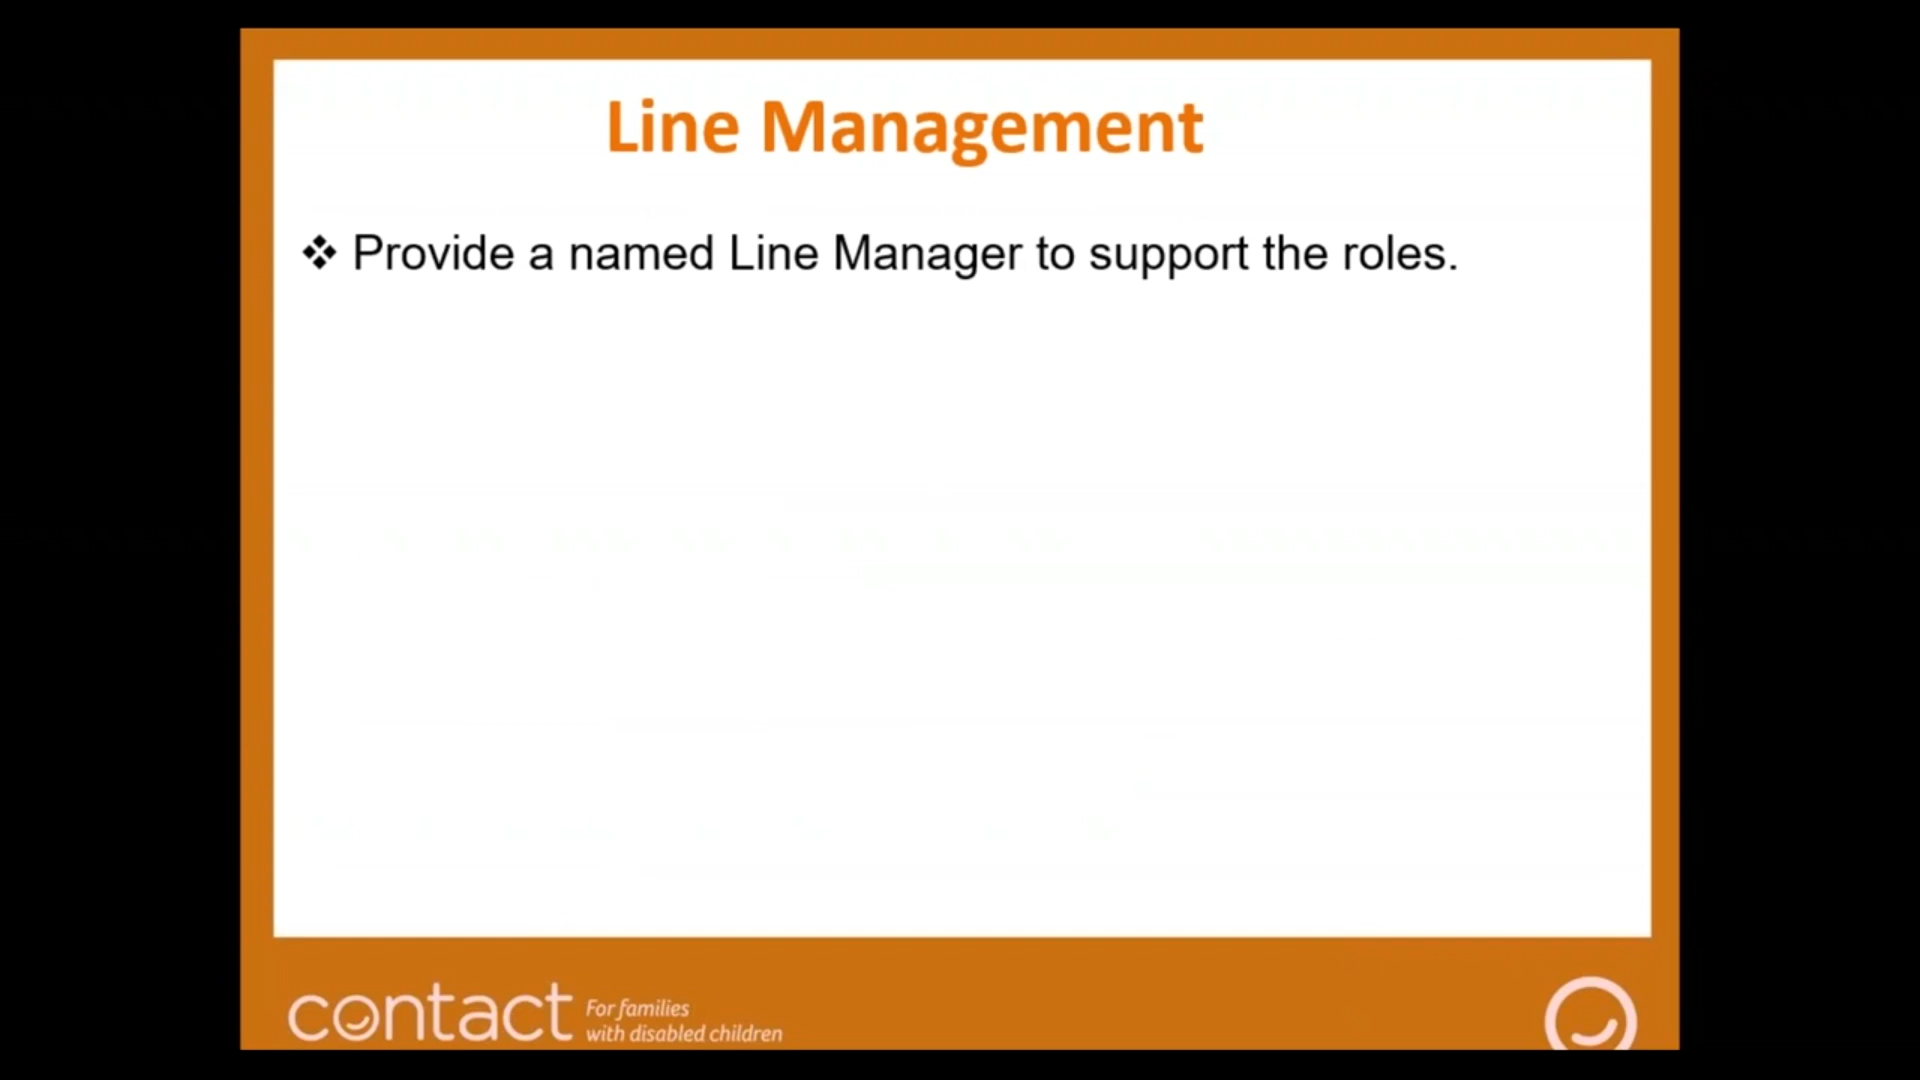 Line Management
❖ Provide a named Line Manager to support the roles.
contact
For families
with disabled children